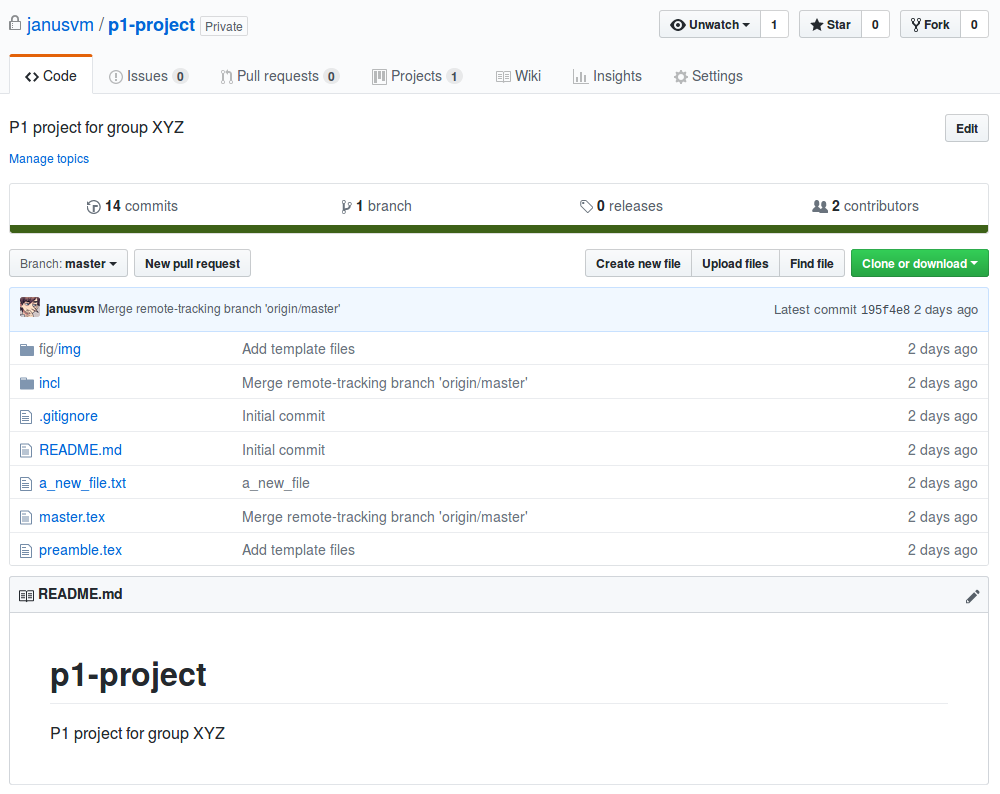 janusvm / p1-project Private Unwatch 1 Star 0 Fork 0
Code Issues 0 Pull requests 0 Projects 1 Wiki Insights Settings
P1 project for group XYZ Edit
Manage topics
14 commits 1 branch 0 releases 2 contributors
Branch: master New pull request Create new file Upload files Find file Clone or download
janusvm Merge remote-tracking branch 'origin/master' Latest commit 195f4e8 2 days ago
fig/img Add template files 2 days ago
incl Merge remote-tracking branch 'origin/master' 2 days ago
.gitignore Initial commit 2 days ago
README.md Initial commit 2 days ago
a_new_file.txt a_new_file 2 days ago
master.tex Merge remote-tracking branch 'origin/master' 2 days ago
preamble.tex Add template files 2 days ago
README.md
p1-project
P1 project for group XYZ